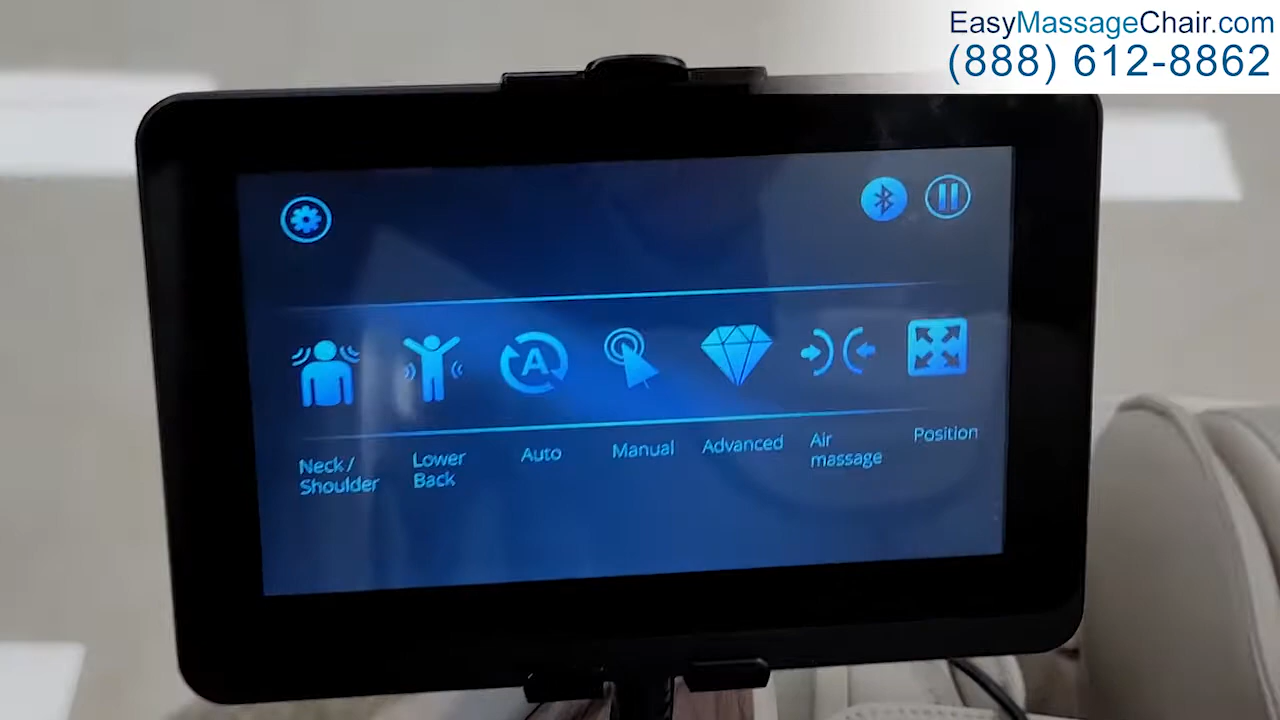 EasyMassageChair.com
(888) 612-8862
A
Neck /
Shoulder
Lower
Back
Auto
Manual
Advanced
Air
massage
Position